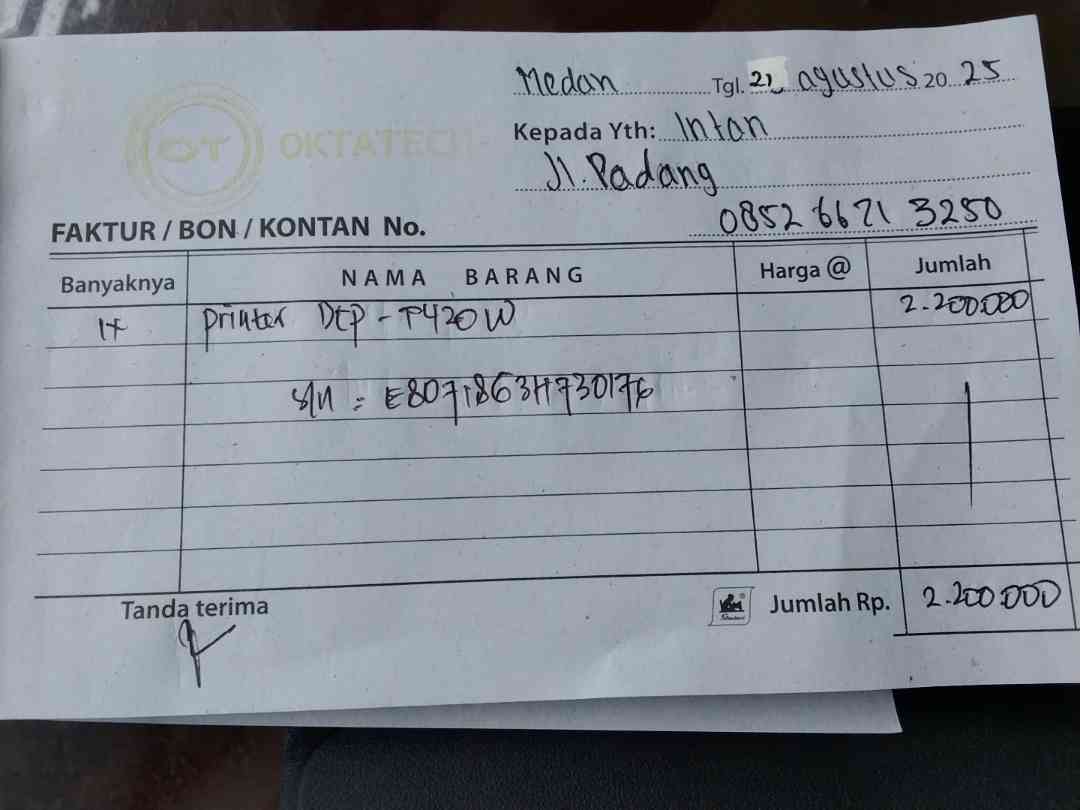 Medan Tgl. 21 agustus 20 25
OT OKTATECH
Kepada Yth: Intan
Jl. Padang
0852 6671 3250
FAKTUR / BON / KONTAN No.
Banyaknya NAMA BARANG Harga @ Jumlah
1x printer DCP - T420W 2.200.000
S/N : E8071863H730176
Tanda terima Jumlah Rp. 2.200.000